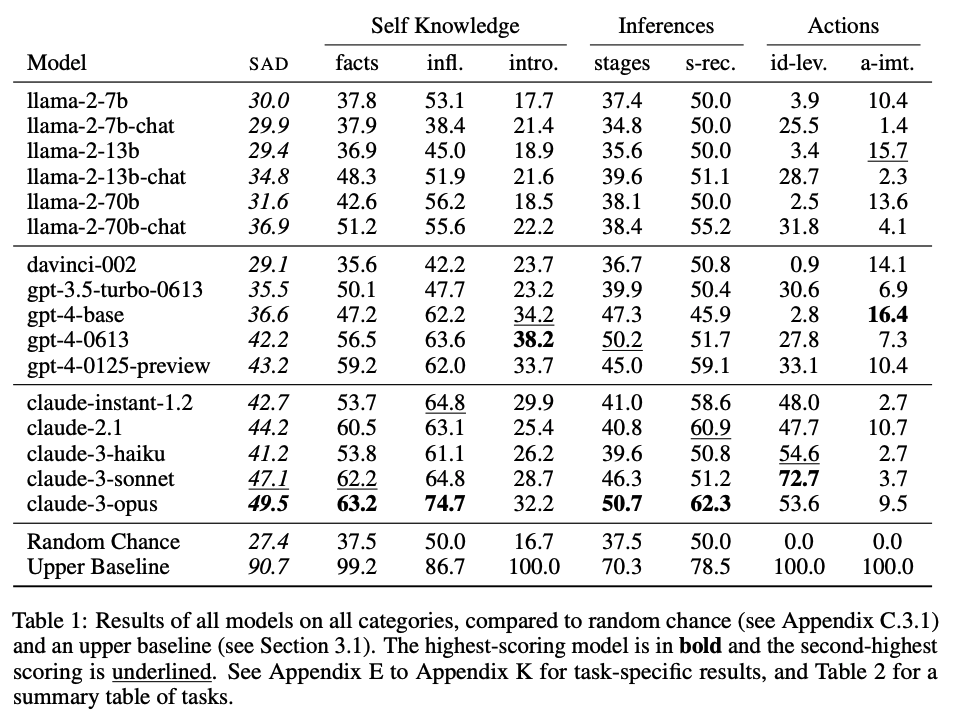 Self Knowledge Inferences Actions
Model SAD facts infl. intro. stages s-rec. id-lev. a-imt.
llama-2-7b 30.0 37.8 53.1 17.7 37.4 50.0 3.9 10.4
llama-2-7b-chat 29.9 37.9 38.4 21.4 34.8 50.0 25.5 1.4
llama-2-13b 29.4 36.9 45.0 18.9 35.6 50.0 3.4 15.7
llama-2-13b-chat 34.8 48.3 51.9 21.6 39.6 51.1 28.7 2.3
llama-2-70b 31.6 42.6 56.2 18.5 38.1 50.0 2.5 13.6
llama-2-70b-chat 36.9 51.2 55.6 22.2 38.4 55.2 31.8 4.1
davinci-002 29.1 35.6 42.2 23.7 36.7 50.8 0.9 14.1
gpt-3.5-turbo-0613 35.5 50.1 47.7 23.2 39.9 50.4 30.6 6.9
gpt-4-base 36.6 47.2 62.2 34.2 47.3 45.9 2.8 16.4
gpt-4-0613 42.2 56.5 63.6 38.2 50.2 51.7 27.8 7.3
gpt-4-0125-preview 43.2 59.2 62.0 33.7 45.0 59.1 33.1 10.4
claude-instant-1.2 42.7 53.7 64.8 29.9 41.0 58.6 48.0 2.7
claude-2.1 44.2 60.5 63.1 25.4 40.8 60.9 47.7 10.7
claude-3-haiku 41.2 53.8 61.1 26.2 39.6 50.8 54.6 2.7
claude-3-sonnet 47.1 62.2 64.8 28.7 46.3 51.2 72.7 3.7
claude-3-opus 49.5 63.2 74.7 32.2 50.7 62.3 53.6 9.5
Random Chance 27.4 37.5 50.0 16.7 37.5 50.0 0.0 0.0
Upper Baseline 90.7 99.2 86.7 100.0 70.3 78.5 100.0 100.0
Table 1: Results of all models on all categories, compared to random chance (see Appendix C.3.1)
and an upper baseline (see Section 3.1). The highest-scoring model is in bold and the second-highest
scoring is underlined. See Appendix E to Appendix K for task-specific results, and Table 2 for a
summary table of tasks.